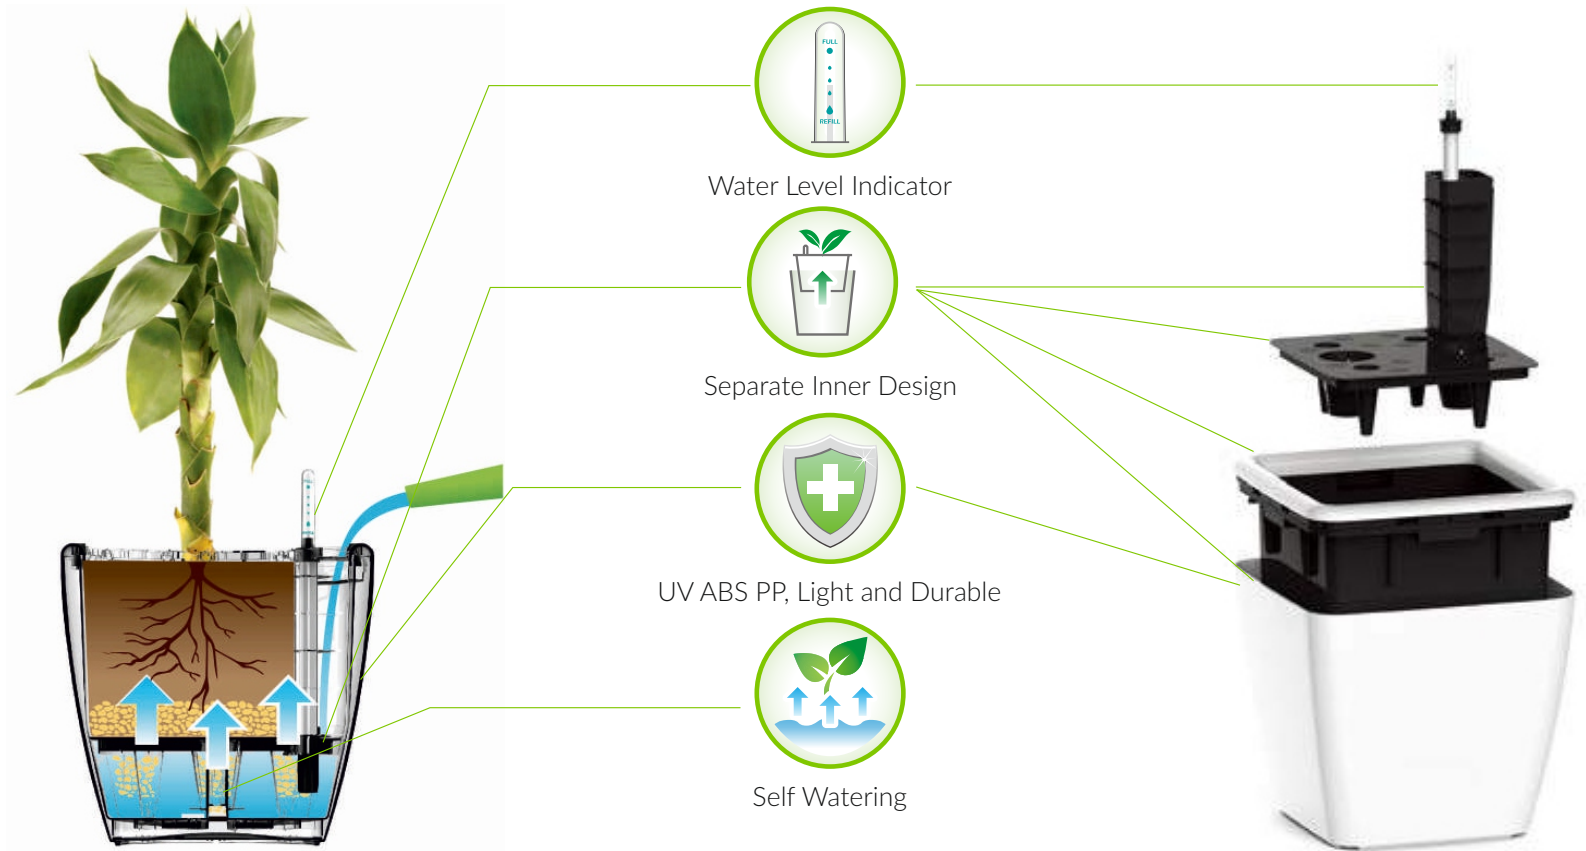 FULL
REFILL
Water Level Indicator
Separate Inner Design
UV ABS PP, Light and Durable
Self Watering